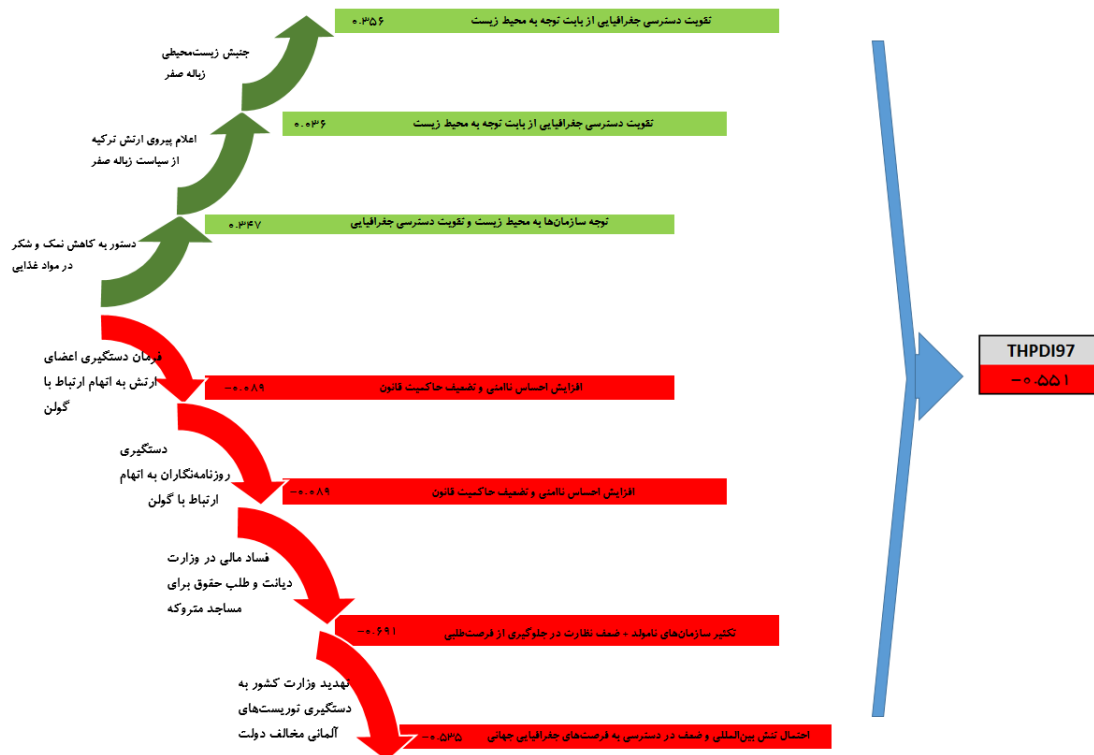 ۰.۳۵۶ تقویت دسترسی جغرافیایی از بابت توجه به محیط زیست
جنبش زیست‌محیطی
زباله صفر
۰.۰۳۶ تقویت دسترسی جغرافیایی از بابت توجه به محیط زیست
اعلام پیروی ارتش ترکیه
از سیاست زباله صفر
۰.۳۴۷ توجه سازمان‌ها به محیط زیست و تقویت دسترسی جغرافیایی
دستور به کاهش نمک و شکر
در مواد غذایی
THPDI97
−۰.۵۵۱
فرمان دستگیری اعضای
ارتش به اتهام ارتباط با
گولن
−۰.۰۸۹ افزایش احساس ناامنی و تضعیف حاکمیت قانون
دستگیری
روزنامه‌نگاران به اتهام
ارتباط با گولن
−۰.۰۸۹ افزایش احساس ناامنی و تضعیف حاکمیت قانون
فساد مالی در وزارت
دیانت و طلب حقوق برای
مساجد متروکه
−۰.۶۹۱ تکثیر سازمان‌های نامولد + ضعف نظارت در جلوگیری از فرصت‌طلبی
تهدید وزارت کشور به
دستگیری توریست‌های
آلمانی مخالف دولت
−۰.۵۳۵ احتمال تنش بین‌المللی و ضعف در دسترسی به فرصت‌های جغرافیایی جهانی